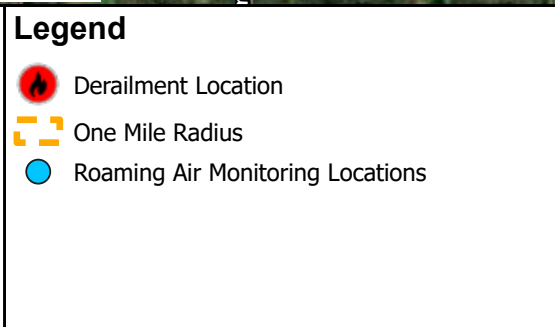 Legend
Derailment Location
One Mile Radius
Roaming Air Monitoring Locations